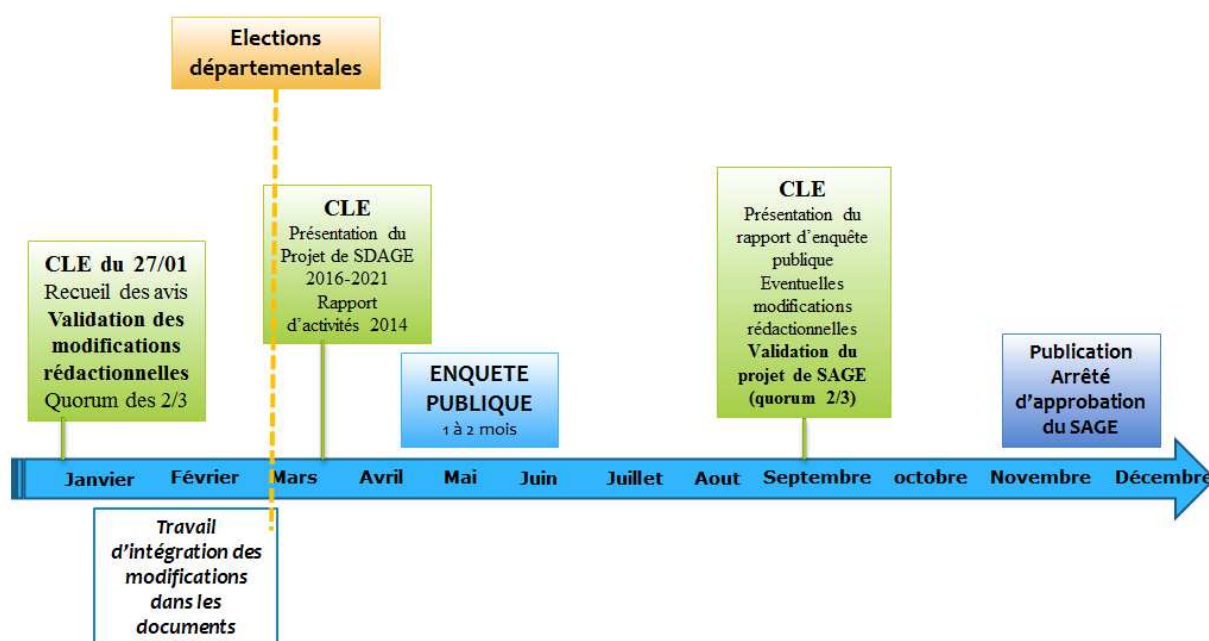 Elections
départementales
CLE du 27/01
Recueil des avis
Validation des
modifications
rédactionnelles
Quorum des 2/3
CLE
Présentation du
Projet de SDAGE
2016-2021
Rapport
d'activités 2014
ENQUETE
PUBLIQUE
1 à 2 mois
CLE
Présentation du
rapport d'enquête
publique
Eventuelles
modifications
rédactionnelles
Validation du
projet de SAGE
(quorum 2/3)
Publication
Arrêté
d'approbation
du SAGE
Janvier Février Mars Avril Mai Juin Juillet Aout Septembre octobre Novembre Décembre
Travail
d'intégration des
modifications
dans les
documents